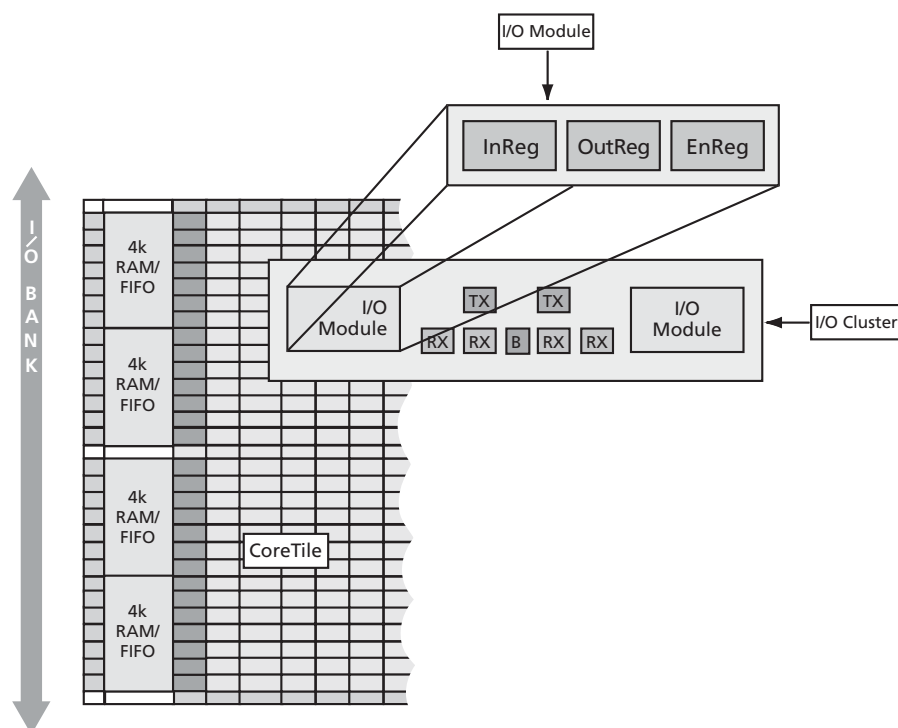 I/O Module
InReg
OutReg
EnReg
I/O BANK
4k
RAM/
FIFO
I/O
Module
TX
TX
RX
RX
B
RX
RX
I/O
Module
I/O Cluster
4k
RAM/
FIFO
4k
RAM/
FIFO
CoreTile
4k
RAM/
FIFO